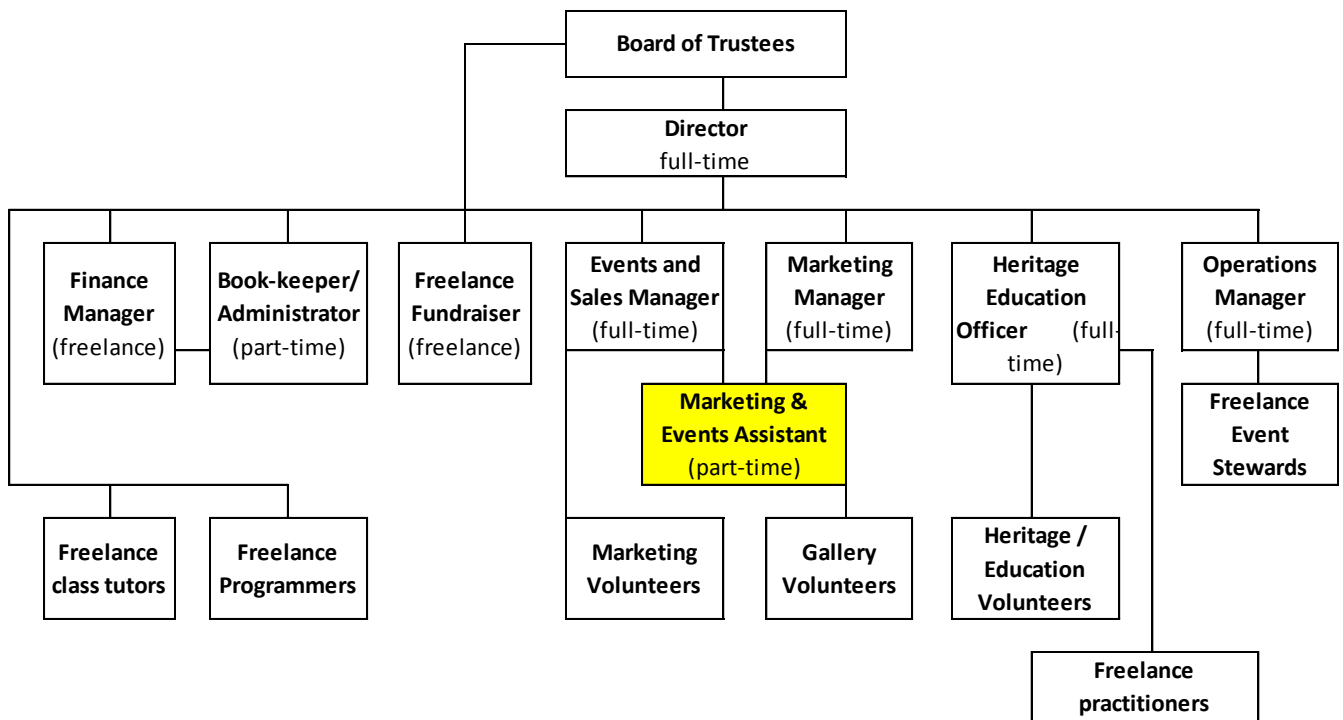 Board of Trustees
Director
full-time
Finance
Manager
(freelance)
Book-keeper/
Administrator
(part-time)
Freelance
Fundraiser
(freelance)
Events and
Sales Manager
(full-time)
Marketing
Manager
(full-time)
Heritage
Education
Officer (full-
time)
Operations
Manager
(full-time)
Marketing &
Events Assistant
(part-time)
Freelance
Event
Stewards
Freelance
class tutors
Freelance
Programmers
Marketing
Volunteers
Gallery
Volunteers
Heritage /
Education
Volunteers
Freelance
practitioners